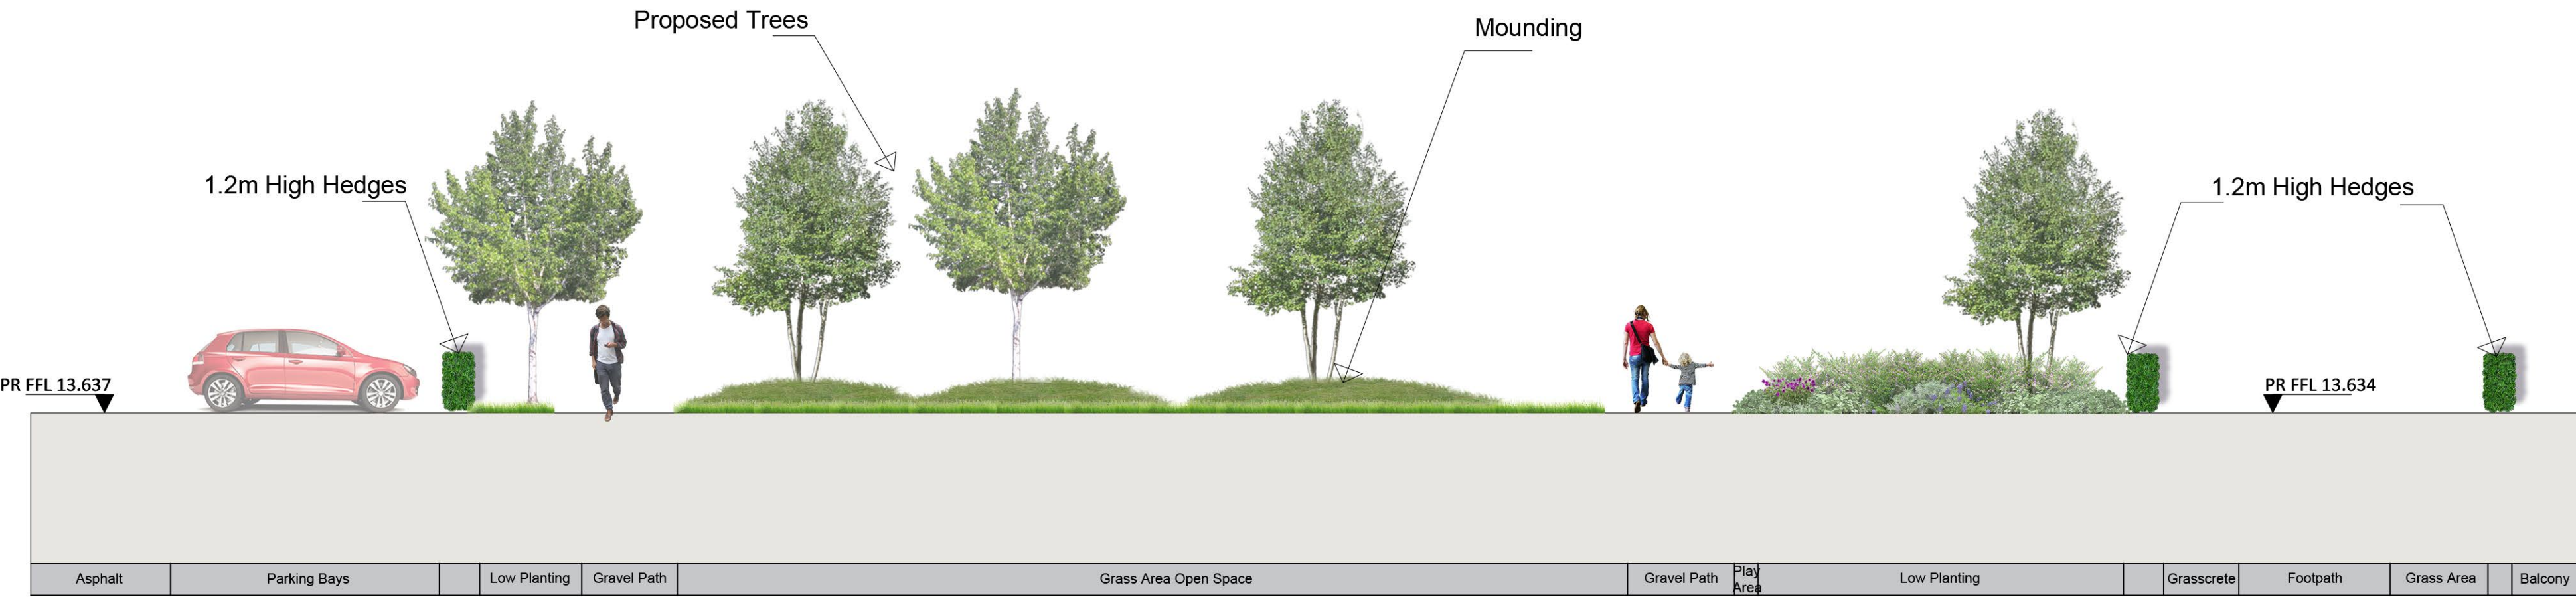 Proposed Trees
Mounding
1.2m High Hedges
1.2m High Hedges
PR FFL 13.637
PR FFL 13.634
Asphalt
Parking Bays
Low Planting
Gravel Path
Grass Area Open Space
Gravel Path
Play
Area
Low Planting
Grasscrete
Footpath
Grass Area
Balcony